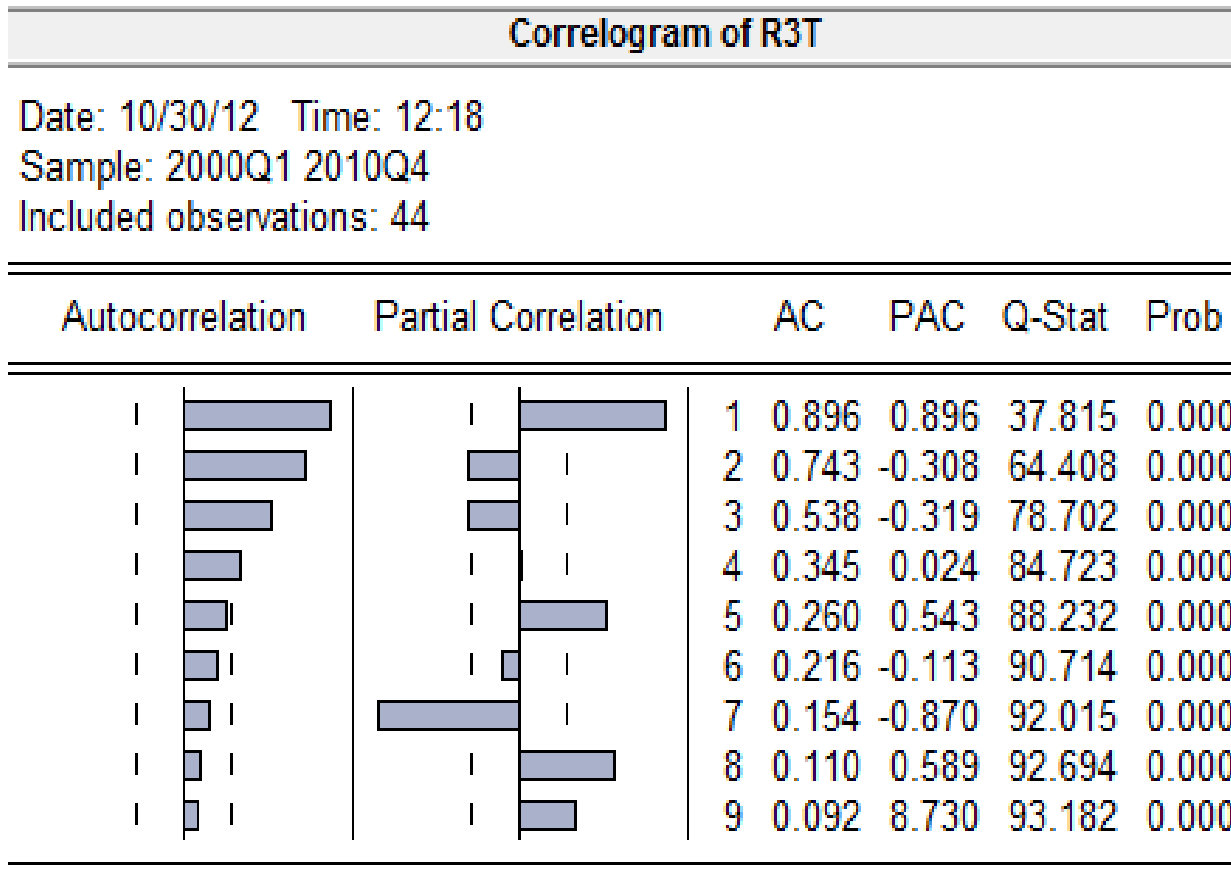 Correlogram of R3T
Date: 10/30/12 Time: 12:18
Sample: 2000Q1 2010Q4
Included observations: 44
Autocorrelation Partial Correlation AC PAC Q-Stat Prob
1 0.896 0.896 37.815 0.000
2 0.743 -0.308 64.408 0.000
3 0.538 -0.319 78.702 0.000
4 0.345 0.024 84.723 0.000
5 0.260 0.543 88.232 0.000
6 0.216 -0.113 90.714 0.000
7 0.154 -0.870 92.015 0.000
8 0.110 0.589 92.694 0.000
9 0.092 8.730 93.182 0.000